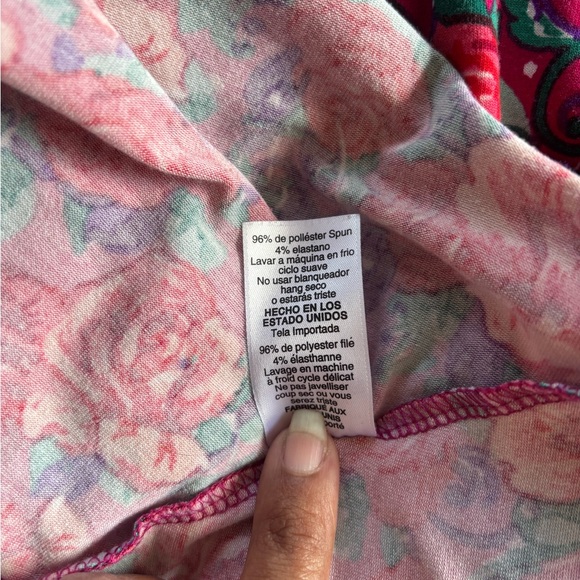 96% de poliéster Spun
4% elastano
Lavar a máquina en frio
ciclo suave
No usar blanqueador
hang seco
o estarás triste
HECHO EN LOS
ESTADO UNIDOS
Tela Importada
96% de polyester filé
4% élasthanne
Lavage en machine
à froid cycle délicat
Ne pas javelliser
coup sec ou vous
serez triste
FABRIQUÉ AUX
UNIS